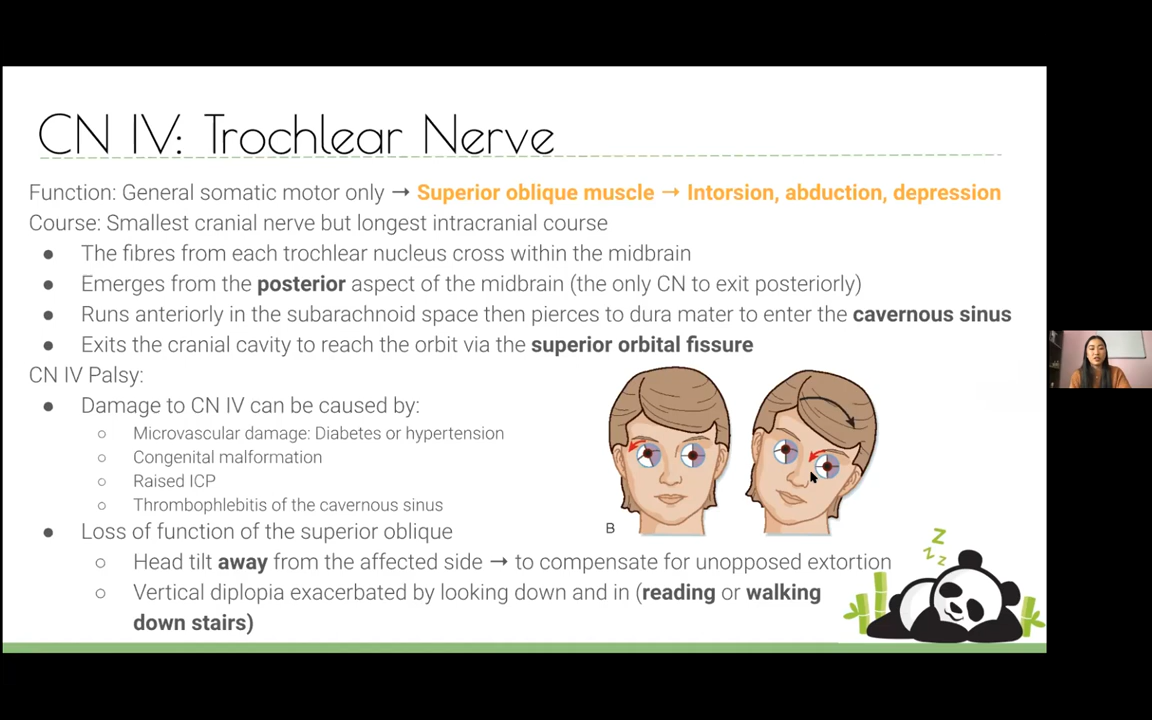 CN IV: Trochlear Nerve
Function: General somatic motor only → Superior oblique muscle → Intorsion, abduction, depression
Course: Smallest cranial nerve but longest intracranial course
● The fibres from each trochlear nucleus cross within the midbrain
● Emerges from the posterior aspect of the midbrain (the only CN to exit posteriorly)
● Runs anteriorly in the subarachnoid space then pierces to dura mater to enter the cavernous sinus
● Exits the cranial cavity to reach the orbit via the superior orbital fissure
CN IV Palsy:
● Damage to CN IV can be caused by:
○ Microvascular damage: Diabetes or hypertension
○ Congenital malformation
○ Raised ICP
○ Thrombophlebitis of the cavernous sinus
● Loss of function of the superior oblique
○ Head tilt away from the affected side → to compensate for unopposed extortion
○ Vertical diplopia exacerbated by looking down and in (reading or walking
down stairs)
B
Z
z
z
z